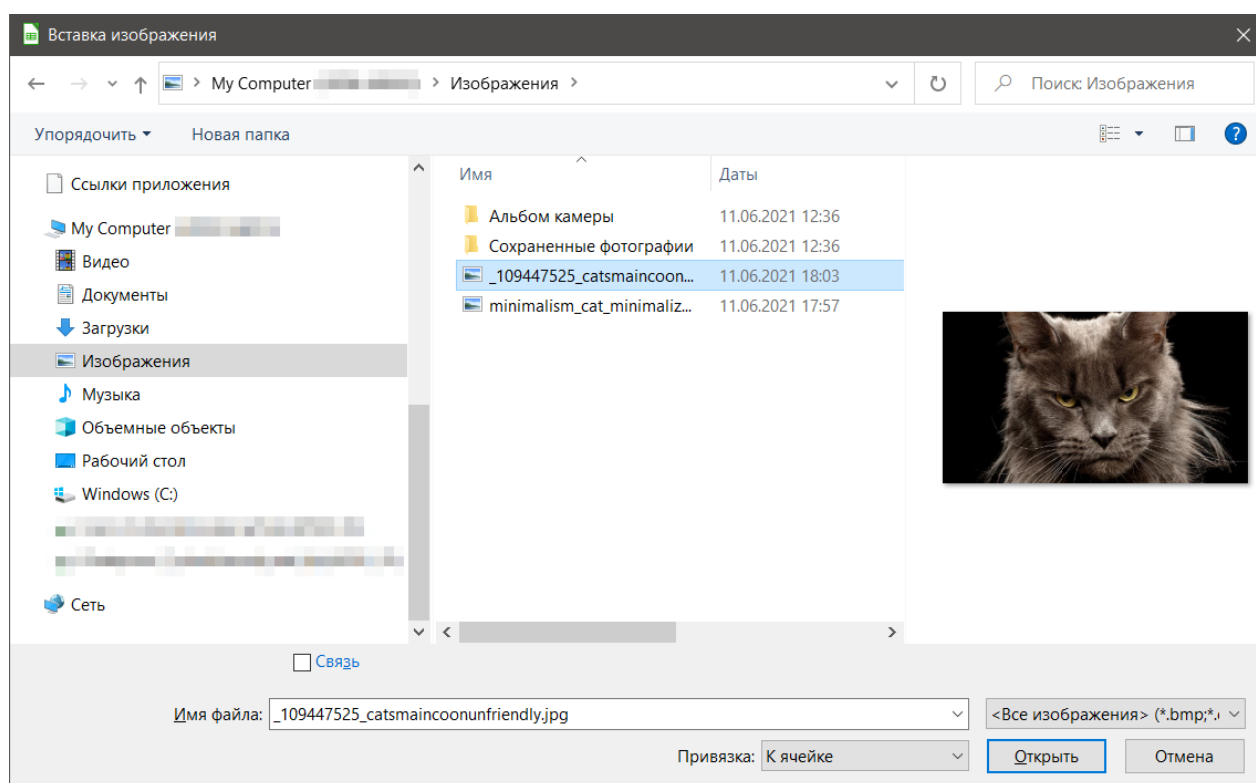 Вставка изображения
My Computer > Изображения >
Поиск: Изображения
Упорядочить
Новая папка
?
Ссылки приложения
My Computer
Видео
Документы
Загрузки
Изображения
Музыка
Объемные объекты
Рабочий стол
Windows (C:)
Сеть
Имя Даты
Альбом камеры 11.06.2021 12:36
Сохраненные фотографии 11.06.2021 12:36
_109447525_catsmaincoon... 11.06.2021 18:03
minimalism_cat_minimaliz... 11.06.2021 17:57
Связь
Имя файла: _109447525_catsmaincoonunfriendly.jpg
<Все изображения> (*.bmp;*.
Привязка: К ячейке
Открыть
Отмена